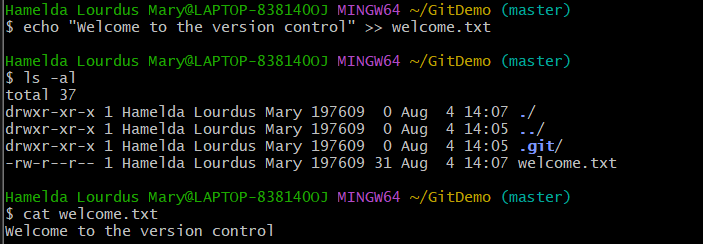 Hamelda Lourdus Mary@LAPTOP-83814OOJ MINGW64 ~/GitDemo (master)
$ echo "Welcome to the version control" >> welcome.txt
Hamelda Lourdus Mary@LAPTOP-83814OOJ MINGW64 ~/GitDemo (master)
$ ls -al
total 37
drwxr-xr-x 1 Hamelda Lourdus Mary 197609  0 Aug  4 14:07 ./
drwxr-xr-x 1 Hamelda Lourdus Mary 197609  0 Aug  4 14:05 ../
drwxr-xr-x 1 Hamelda Lourdus Mary 197609  0 Aug  4 14:05 .git/
-rw-r--r-- 1 Hamelda Lourdus Mary 197609 31 Aug  4 14:07 welcome.txt
Hamelda Lourdus Mary@LAPTOP-83814OOJ MINGW64 ~/GitDemo (master)
$ cat welcome.txt
Welcome to the version control